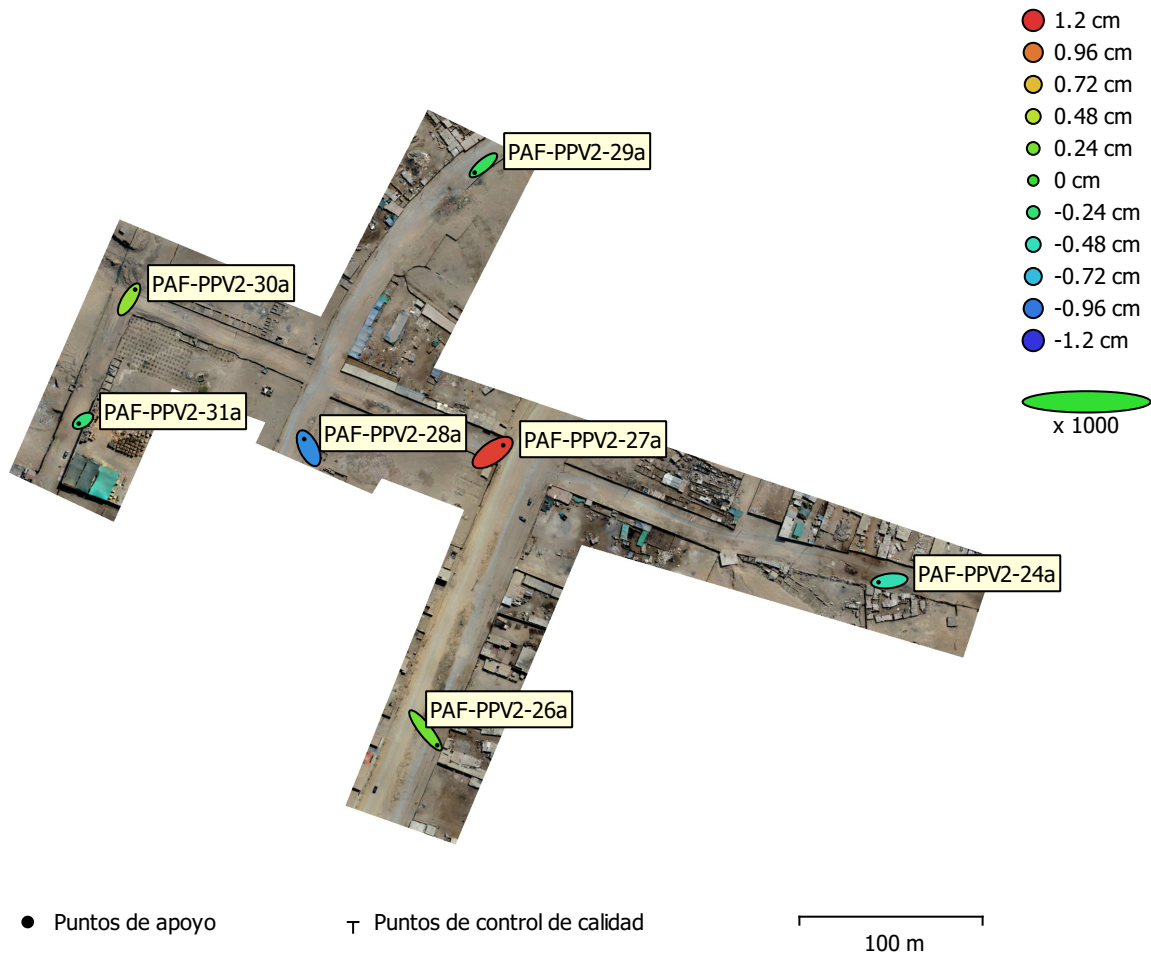 1.2 cm
0.96 cm
0.72 cm
0.48 cm
0.24 cm
0 cm
-0.24 cm
-0.48 cm
-0.72 cm
-0.96 cm
-1.2 cm
x 1000
PAF-PPV2-29a
PAF-PPV2-30a
PAF-PPV2-31a
PAF-PPV2-28a
PAF-PPV2-27a
PAF-PPV2-24a
PAF-PPV2-26a
Puntos de apoyo
Puntos de control de calidad
100 m